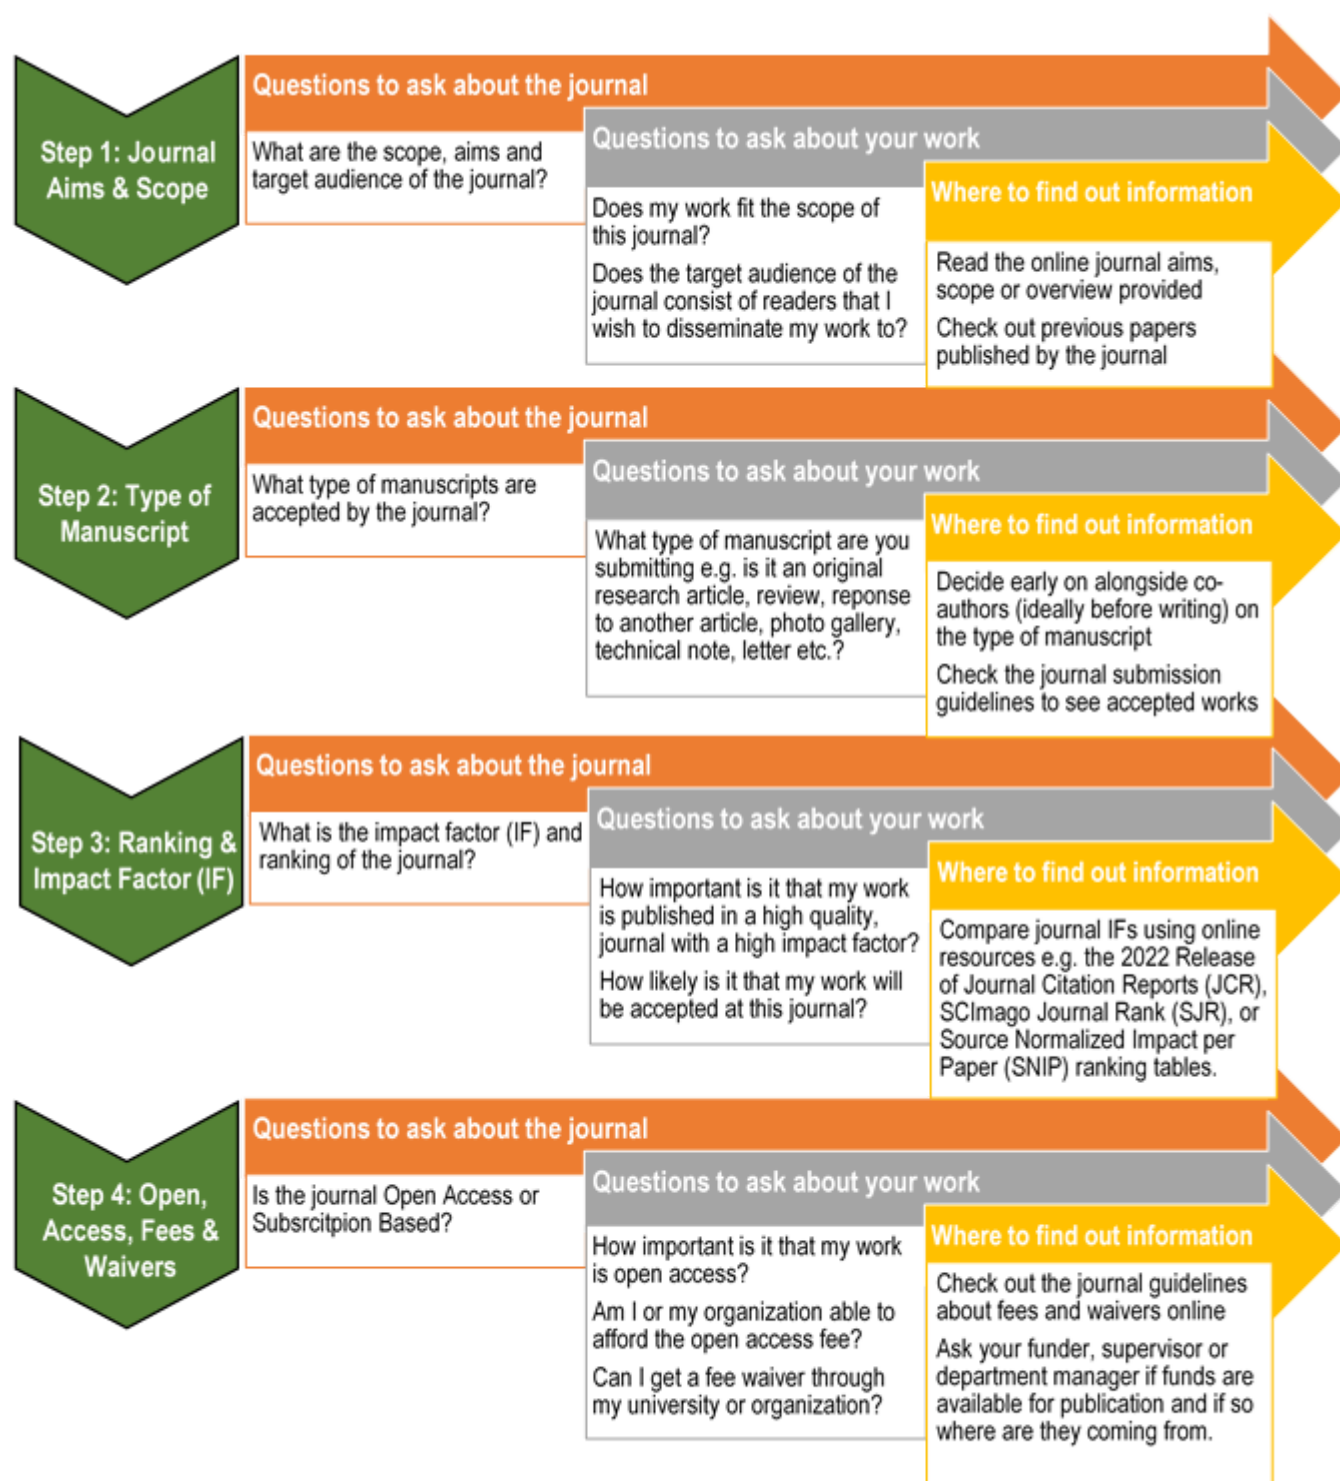 Step 1: Journal
Aims & Scope
Questions to ask about the journal
What are the scope, aims and
target audience of the journal?
Questions to ask about your work
Does my work fit the scope of
this journal?
Does the target audience of the
journal consist of readers that I
wish to disseminate my work to?
Where to find out information
Read the online journal aims,
scope or overview provided
Check out previous papers
published by the journal
Step 2: Type of
Manuscript
Questions to ask about the journal
What type of manuscripts are
accepted by the journal?
Questions to ask about your work
What type of manuscript are you
submitting e.g. is it an original
research article, review, reponse
to another article, photo gallery,
technical note, letter etc.?
Where to find out information
Decide early on alongside co-
authors (ideally before writing) on
the type of manuscript
Check the journal submission
guidelines to see accepted works
Step 3: Ranking &
Impact Factor (IF)
Questions to ask about the journal
What is the impact factor (IF) and
ranking of the journal?
Questions to ask about your work
How important is it that my work
is published in a high quality,
journal with a high impact factor?
How likely is it that my work will
be accepted at this journal?
Where to find out information
Compare journal IFs using online
resources e.g. the 2022 Release
of Journal Citation Reports (JCR),
SCImago Journal Rank (SJR), or
Source Normalized Impact per
Paper (SNIP) ranking tables.
Step 4: Open,
Access, Fees &
Waivers
Questions to ask about the journal
Is the journal Open Access or
Subsrcitpion Based?
Questions to ask about your work
How important is it that my work
is open access?
Am I or my organization able to
afford the open access fee?
Can I get a fee waiver through
my university or organization?
Where to find out information
Check out the journal guidelines
about fees and waivers online
Ask your funder, supervisor or
department manager if funds are
available for publication and if so
where are they coming from.